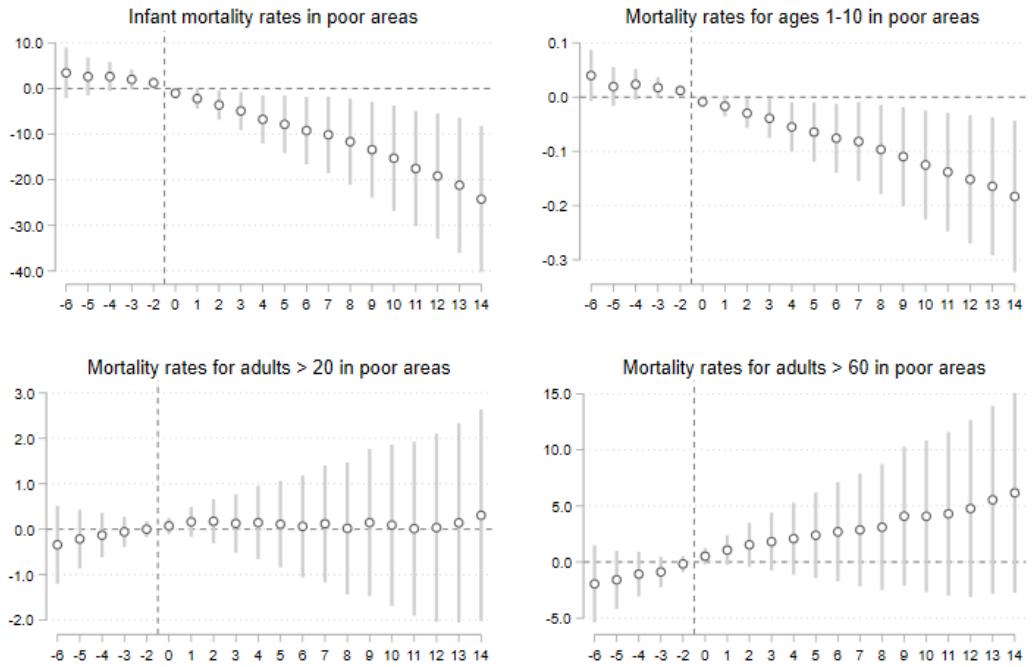 Infant mortality rates in poor areas
10.0
0.0
-10.0
-20.0
-30.0
-40.0
-6 -5 -4 -3 -2 0 1 2 3 4 5 6 7 8 9 10 11 12 13 14
Mortality rates for ages 1-10 in poor areas
0.1
0.0
-0.1
-0.2
-0.3
-6 -5 -4 -3 -2 0 1 2 3 4 5 6 7 8 9 10 11 12 13 14
Mortality rates for adults > 20 in poor areas
3.0
2.0
1.0
0.0
-1.0
-2.0
-6 -5 -4 -3 -2 0 1 2 3 4 5 6 7 8 9 10 11 12 13 14
Mortality rates for adults > 60 in poor areas
15.0
10.0
5.0
0.0
-5.0
-6 -5 -4 -3 -2 0 1 2 3 4 5 6 7 8 9 10 11 12 13 14